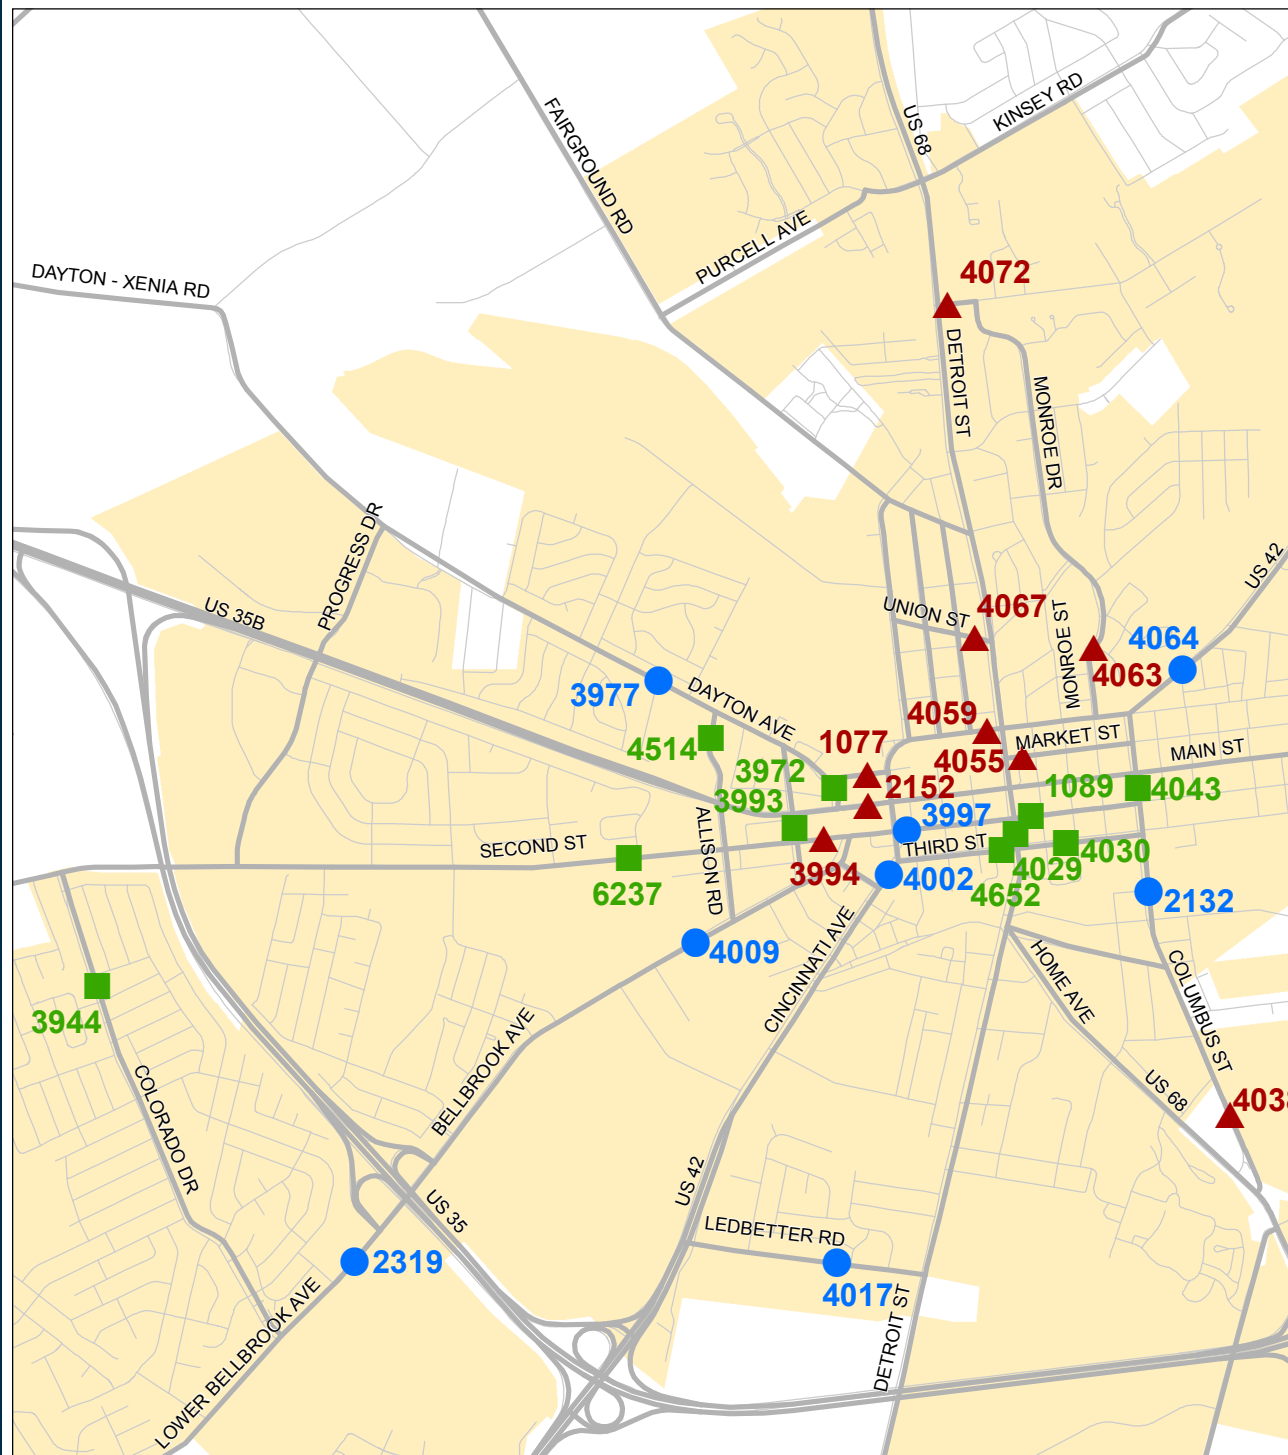 US 68
KINSEY RD
FAIRGROUND RD
PURCELL AVE
DAYTON - XENIA RD
4072
DETROIT ST
MONROE DR
PROGRESS DR
US 42
US 35B
UNION ST
4067
MONROE ST
4064
4063
3977
DAYTON AVE
4059
MARKET ST
MAIN ST
4514
1077
4055
3972
2152
1089
4043
3993
3997
ALLISON RD
SECOND ST
THIRD ST
4030
6237
3994
4002
4029
4652
2132
4009
CINCINNATI AVE
HOME AVE
COLUMBUS ST
3944
BELLBROOK AVE
COLORADO DR
US 68
US 42
US 35
LEDBETTER RD
2319
4017
DETROIT ST
LOWER BELLBROOK AVE